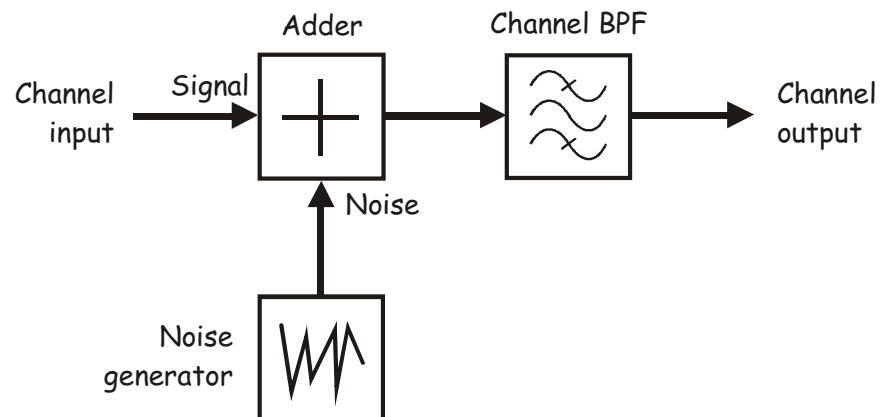 Adder
Channel BPF
Channel
input
Signal
Channel
output
Noise
Noise
generator